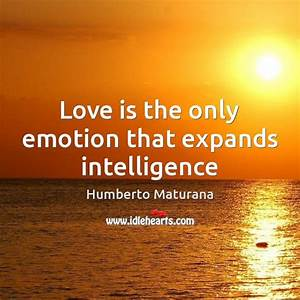 Love is the only
emotion that expands
intelligence
Humberto Maturana
www.idlehearts.com